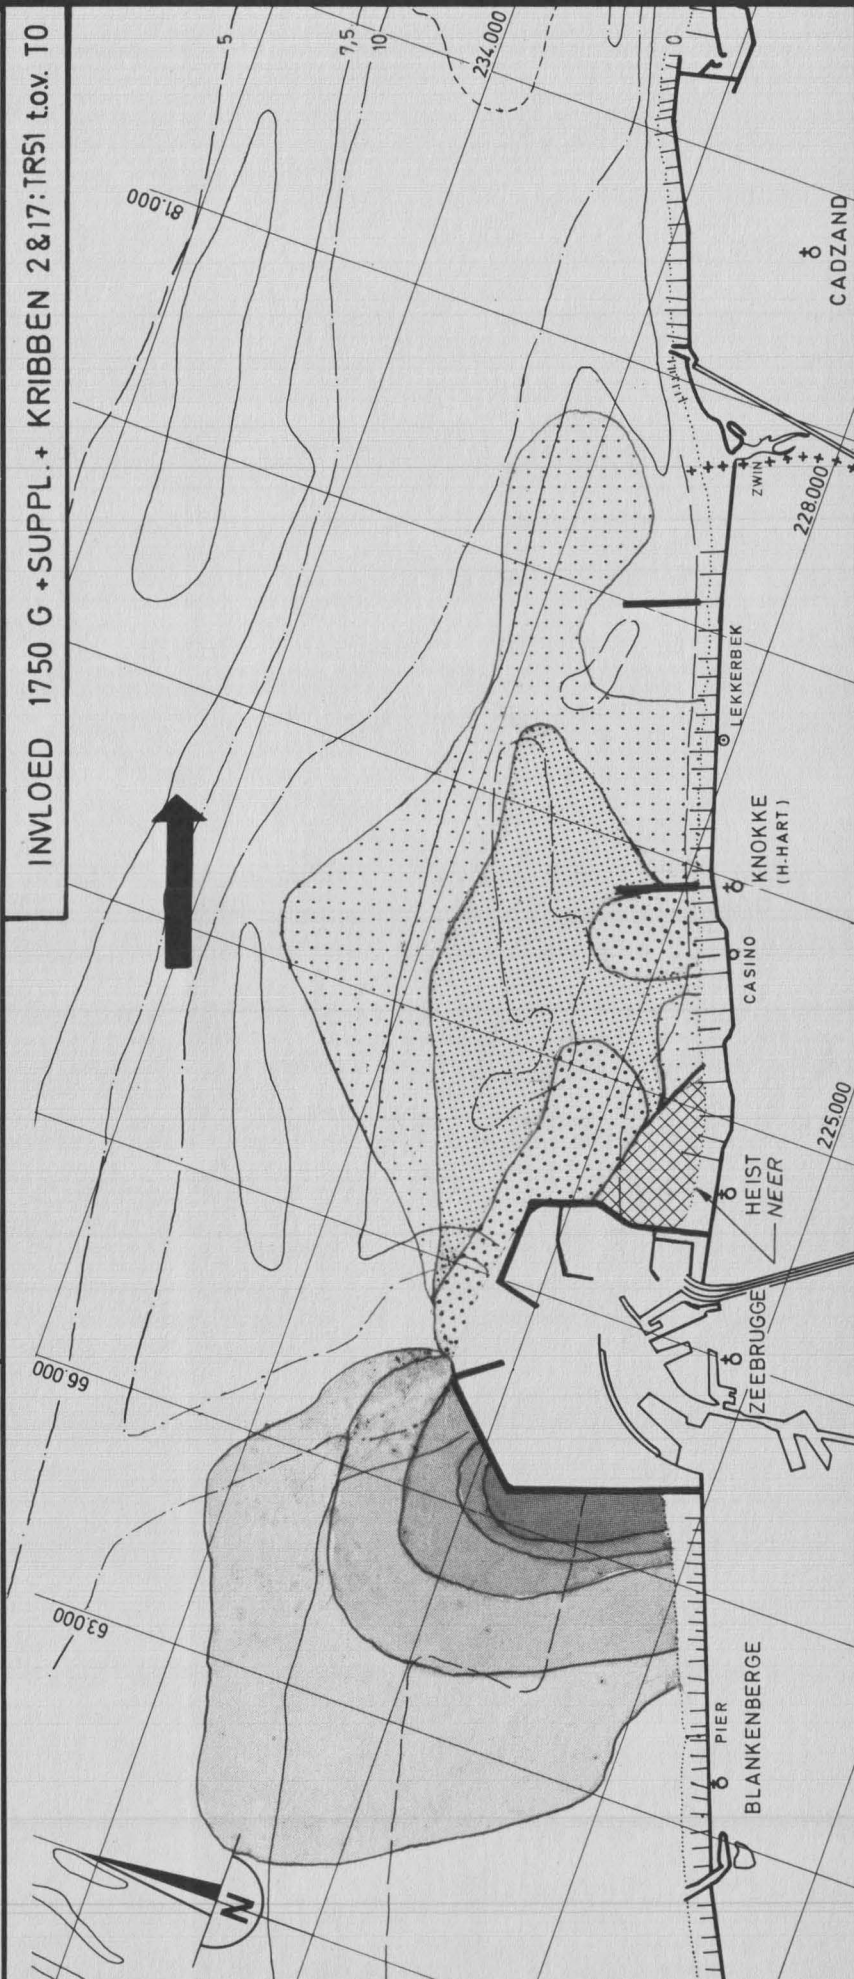 INVLOED 1750 G + SUPPL. + KRIBBEN 2 & 17: TR51 t.o.v. T0
5
7,5
10
0
234.000
81.000
CADZAND
ZWIN
228.000
LEKKERBEK
KNOKKE
(H-HART)
CASINO
225.000
HEIST
NEER
ZEEBRUGGE
66.000
63.000
PIER
BLANKENBERGE
N